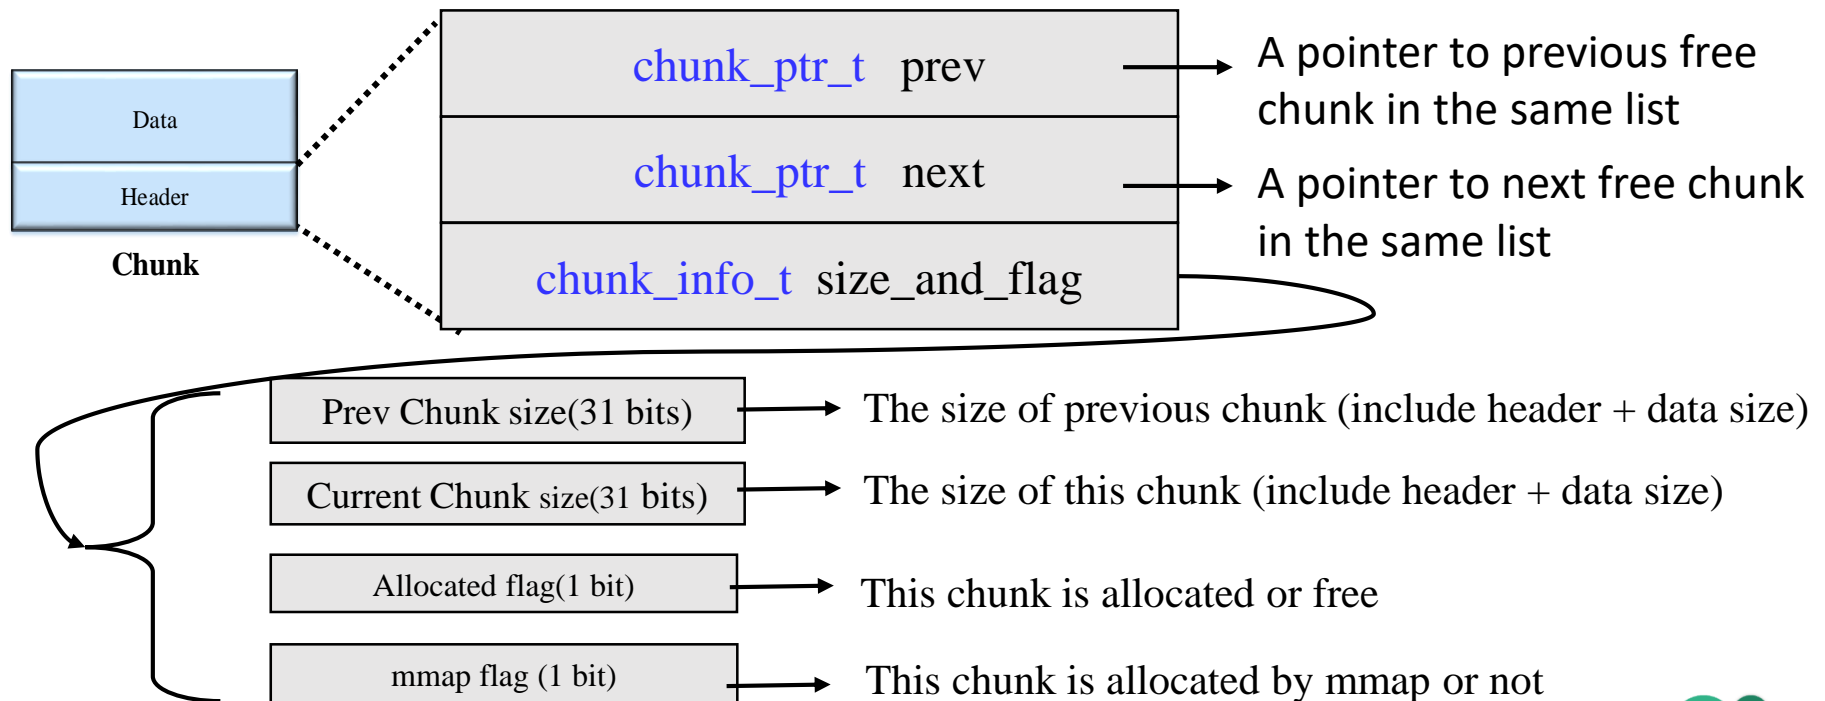 Data
Header
Chunk
chunk_ptr_t prev
chunk_ptr_t next
chunk_info_t size_and_flag
A pointer to previous free
chunk in the same list
A pointer to next free chunk
in the same list
Prev Chunk size(31 bits)
The size of previous chunk (include header + data size)
Current Chunk size(31 bits)
The size of this chunk (include header + data size)
Allocated flag(1 bit)
This chunk is allocated or free
mmap flag (1 bit)
This chunk is allocated by mmap or not